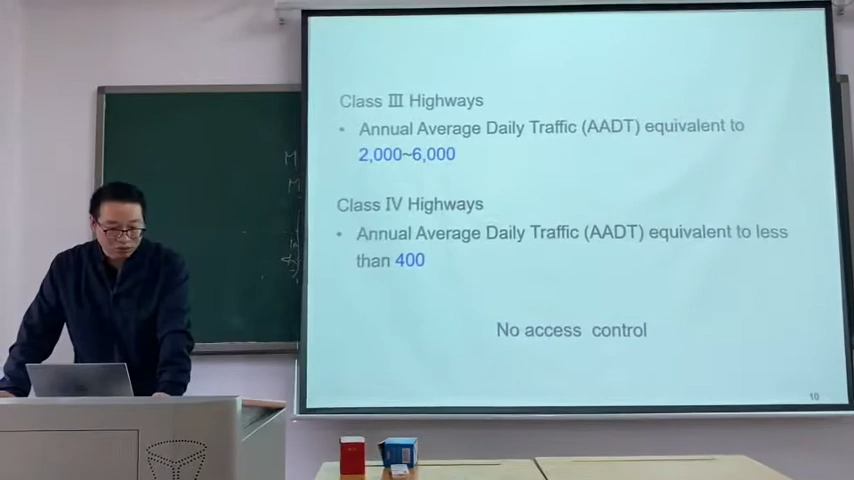 Class Ⅲ Highways
• Annual Average Daily Traffic (AADT) equivalent to
2,000~6,000
Class Ⅳ Highways
• Annual Average Daily Traffic (AADT) equivalent to less
than 400
No access control
10
M
M